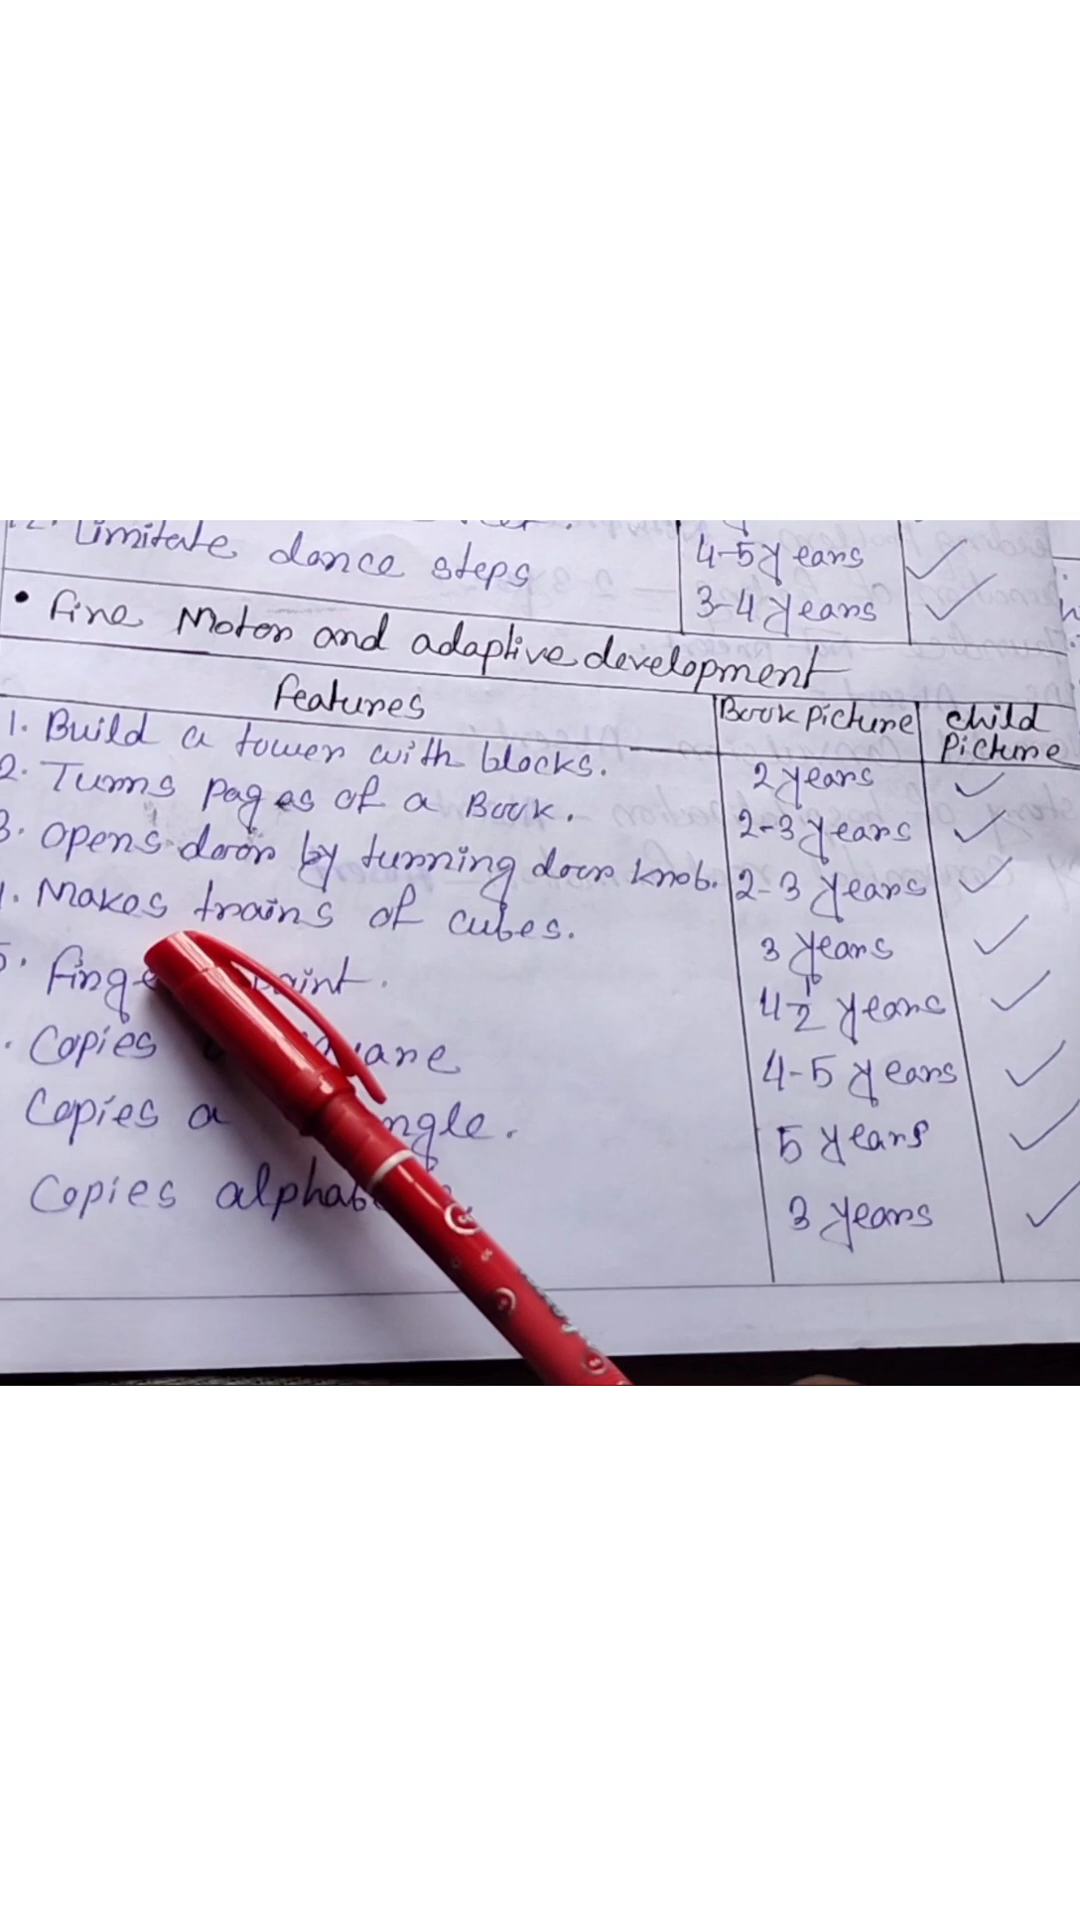 Limitate dance steps 4-5 years ✓
3-4 years ✓
• Fine Motor and adaptive development
Features Book picture child picture
1. Build a tower with blocks. 2 years ✓
2. Turns pages of a Book. 2-3 years ✓
3. Opens door by turning door knob. 2-3 years ✓
Makes trains of cubes. 3 years ✓
5. 4 1/2 years ✓
Copies 4-5 years ✓
Copies a 5 years ✓
Copies 3 years ✓